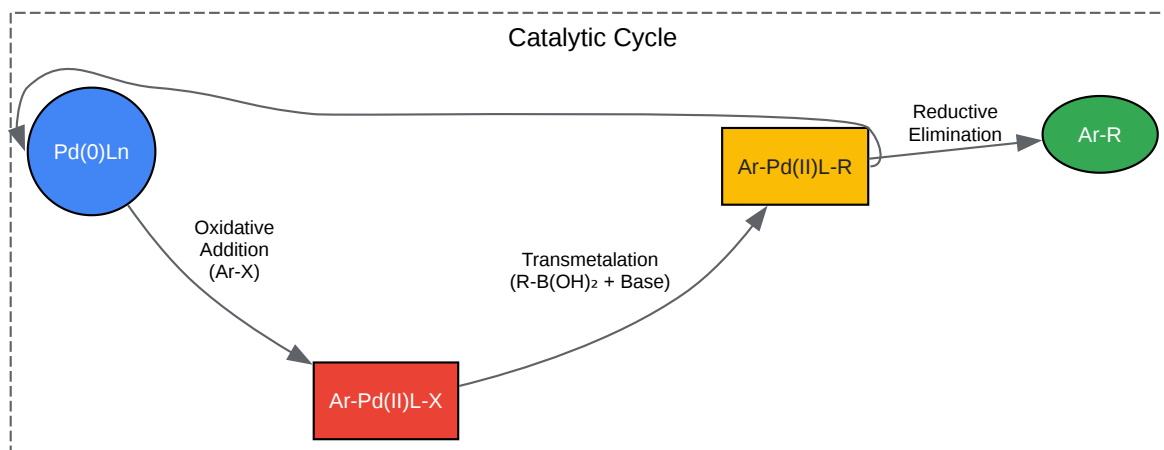 Catalytic Cycle
Pd(0)Ln
Oxidative
Addition
(Ar-X)
Ar-Pd(II)L-X
Transmetalation
(R-B(OH)₂ + Base)
Ar-Pd(II)L-R
Reductive
Elimination
Ar-R